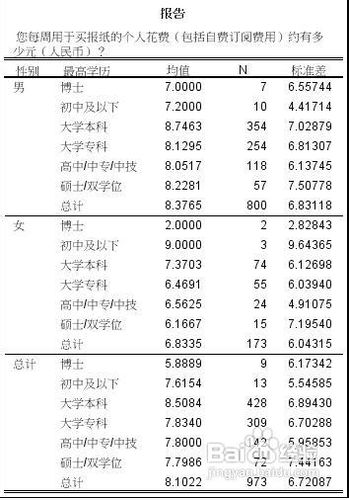 报告
您每周用于买报纸的个人花费（包括自费订阅费用）约有多
少元（人民币）？
性别 最高学历 均值 N 标准差
男 博士 7.0000 7 6.55744
初中及以下 7.2000 10 4.41714
大学本科 8.7463 354 7.02879
大学专科 8.1295 254 6.81307
高中/中专/中技 8.0517 118 6.13745
硕士/双学位 8.2281 57 7.50778
总计 8.3765 800 6.83118
女 博士 2.0000 2 2.82843
初中及以下 9.0000 3 9.64365
大学本科 7.3703 74 6.12698
大学专科 6.4691 55 6.03940
高中/中专/中技 6.5625 24 4.91075
硕士/双学位 6.1667 15 7.19540
总计 6.8335 173 6.04315
总计 博士 5.8889 9 6.17342
初中及以下 7.6154 13 5.54585
大学本科 8.5084 428 6.89430
大学专科 7.8340 309 6.70288
高中/中专/中技 7.8000 142 5.95853
硕士/双学位 7.7986 72 7.44163
总计 8.1022 973 6.72087
Baidu 经验
jingyan.baidu.com